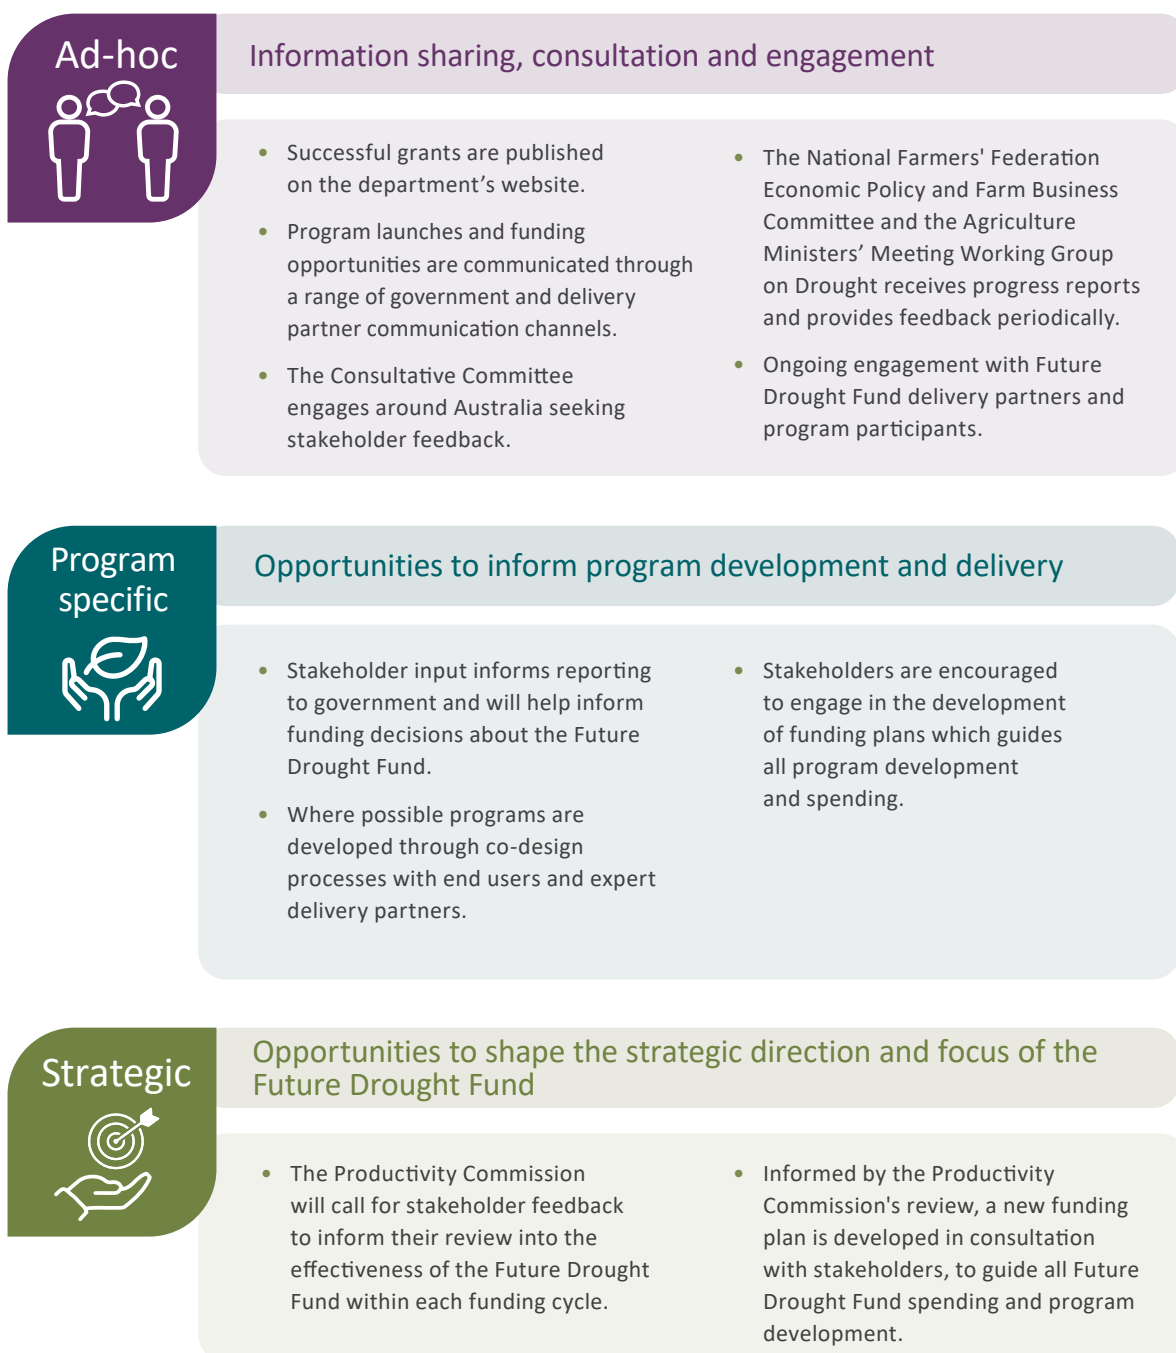 Ad-hoc
Information sharing, consultation and engagement
• Successful grants are published
on the department’s website.
• Program launches and funding
opportunities are communicated through
a range of government and delivery
partner communication channels.
• The Consultative Committee
engages around Australia seeking
stakeholder feedback.
• The National Farmers' Federation
Economic Policy and Farm Business
Committee and the Agriculture
Ministers’ Meeting Working Group
on Drought receives progress reports
and provides feedback periodically.
• Ongoing engagement with Future
Drought Fund delivery partners and
program participants.
Program
specific
Opportunities to inform program development and delivery
• Stakeholder input informs reporting
to government and will help inform
funding decisions about the Future
Drought Fund.
• Where possible programs are
developed through co-design
processes with end users and expert
delivery partners.
• Stakeholders are encouraged
to engage in the development
of funding plans which guides
all program development
and spending.
Strategic
Opportunities to shape the strategic direction and focus of the
Future Drought Fund
• The Productivity Commission
will call for stakeholder feedback
to inform their review into the
effectiveness of the Future Drought
Fund within each funding cycle.
• Informed by the Productivity
Commission's review, a new funding
plan is developed in consultation
with stakeholders, to guide all Future
Drought Fund spending and program
development.